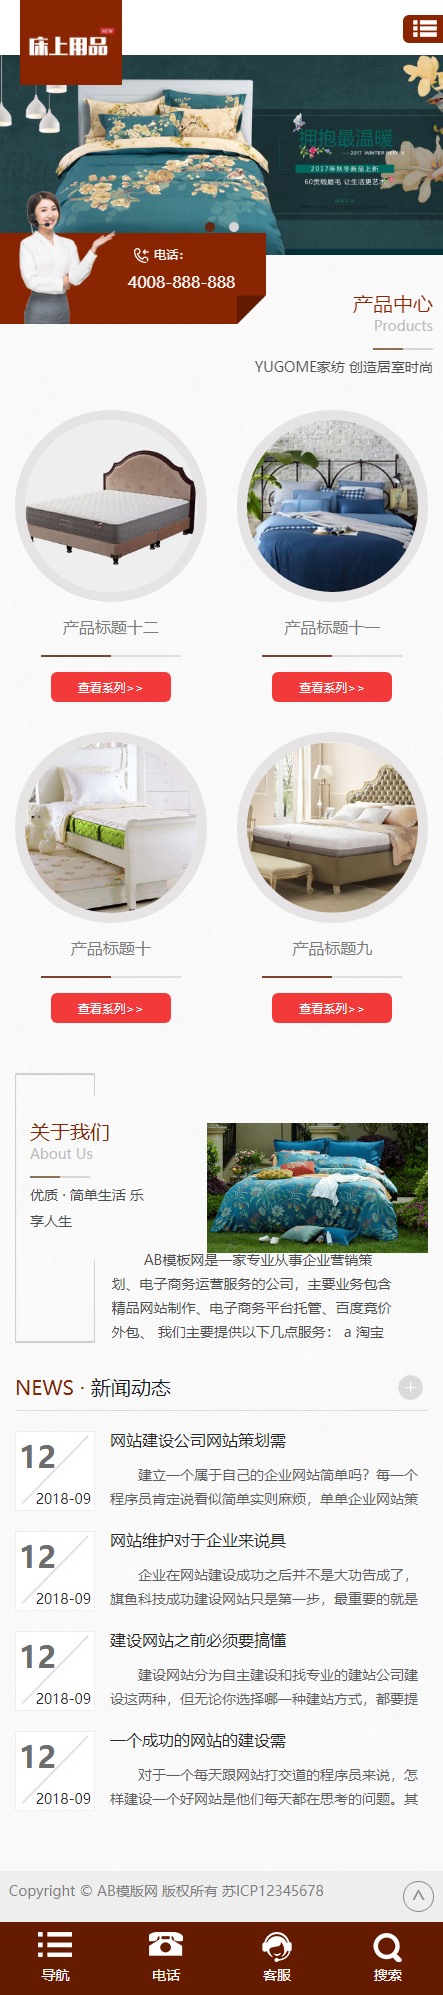 床上用品
NEW
拥抱最温暖
2017 WINTER NEW IN
2017年秋冬新品上新
60贡缎磨毛 让生活更艺术
电话：
4008-888-888
产品中心
Products
YUGOME家纺 创造居室时尚
产品标题十二
产品标题十一
查看系列>>
查看系列>>
产品标题十
产品标题九
查看系列>>
查看系列>>
关于我们
About Us
优质 · 简单生活 乐
享人生
AB模板网是一家专业从事企业营销策
划、电子商务运营服务的公司，主要业务包含
精品网站制作、电子商务平台托管、百度竞价
外包、 我们主要提供以下几点服务： a 淘宝
NEWS · 新闻动态
12
2018-09
网站建设公司网站策划需
建立一个属于自己的企业网站简单吗？每一个
程序员肯定说看似简单实则麻烦，单单企业网站策
12
2018-09
网站维护对于企业来说具
企业在网站建设成功之后并不是大功告成了，
旗鱼科技成功建设网站只是第一步，最重要的就是
12
2018-09
建设网站之前必须要搞懂
建设网站分为自主建设和找专业的建站公司建
设这两种，但无论你选择哪一种建站方式，都要提
12
2018-09
一个成功的网站的建设需
对于一个每天跟网站打交道的程序员来说，怎
样建设一个好网站是他们每天都在思考的问题。其
Copyright © AB模版网 版权所有 苏ICP12345678
导航
电话
客服
搜索